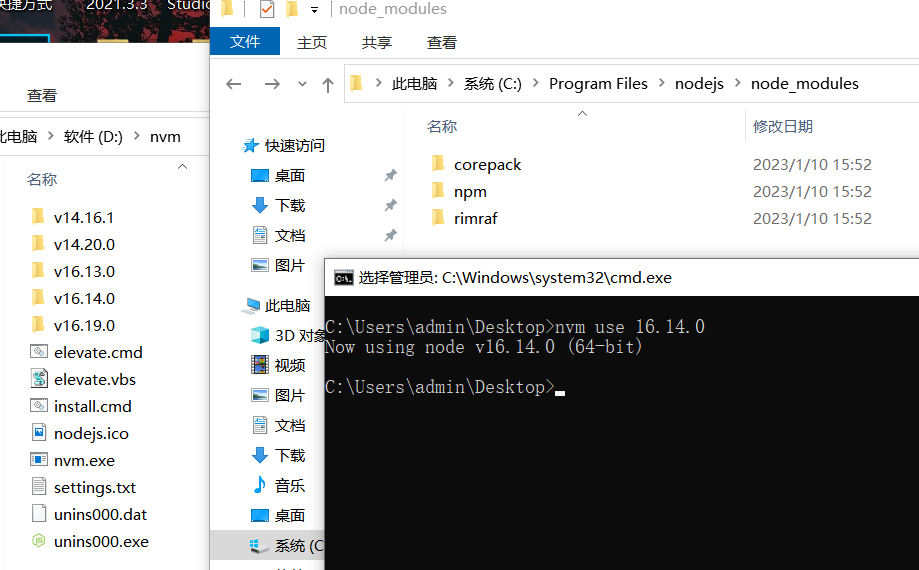 快捷方式
2021.3.3
Studio
查看
此电脑
软件 (D:)
nvm
名称
v14.16.1
v14.20.0
v16.13.0
v16.14.0
v16.19.0
elevate.cmd
elevate.vbs
install.cmd
nodejs.ico
nvm.exe
settings.txt
unins000.dat
unins000.exe
node_modules
文件
主页
共享
查看
此电脑
系统 (C:)
Program Files
nodejs
node_modules
快速访问
桌面
下载
文档
图片
此电脑
3D 对象
视频
图片
文档
下载
音乐
桌面
系统 (C
名称
修改日期
corepack
2023/1/10 15:52
npm
2023/1/10 15:52
rimraf
2023/1/10 15:52
选择管理员: C:\Windows\system32\cmd.exe
C:\Users\admin\Desktop>nvm use 16.14.0
Now using node v16.14.0 (64-bit)
C:\Users\admin\Desktop>